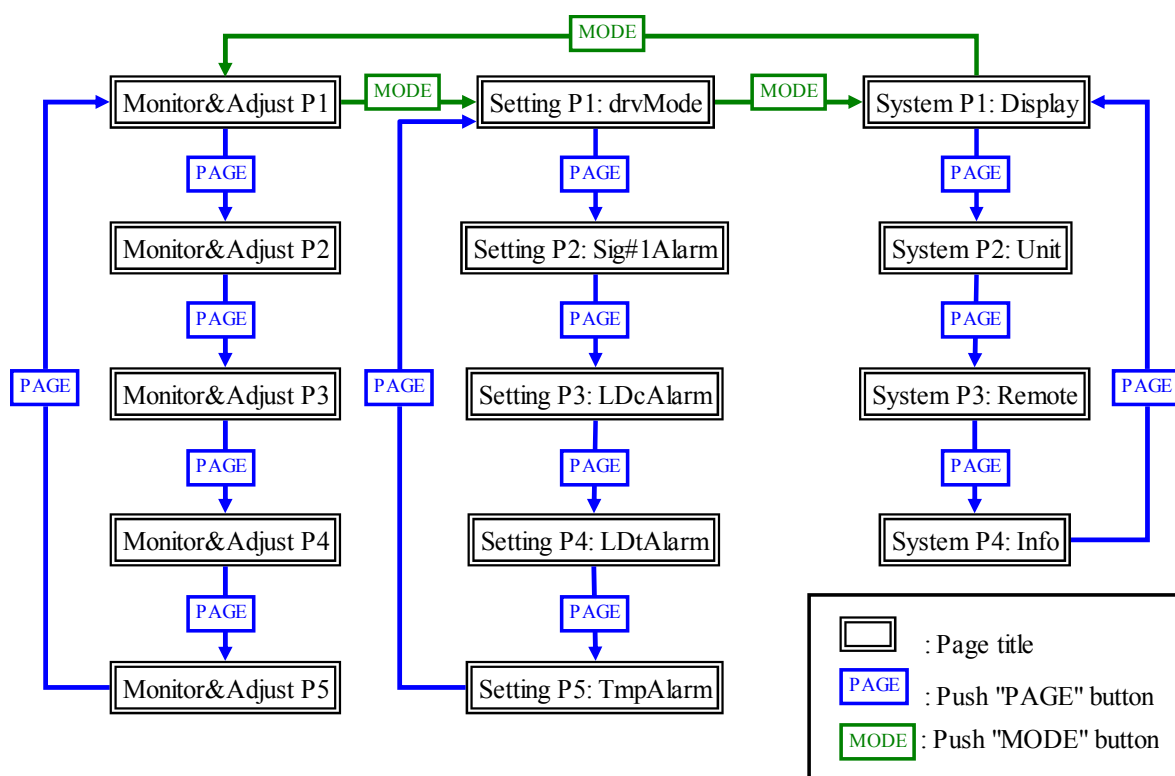 MODE
Monitor&Adjust P1
MODE
Setting P1: drvMode
MODE
System P1: Display
PAGE
PAGE
PAGE
Monitor&Adjust P2
Setting P2: Sig#1Alarm
System P2: Unit
PAGE
PAGE
PAGE
PAGE
PAGE
PAGE
Monitor&Adjust P3
Setting P3: LDcAlarm
System P3: Remote
PAGE
PAGE
PAGE
Monitor&Adjust P4
Setting P4: LDtAlarm
System P4: Info
PAGE
PAGE
Monitor&Adjust P5
Setting P5: TmpAlarm
: Page title
PAGE
: Push "PAGE" button
MODE
: Push "MODE" button